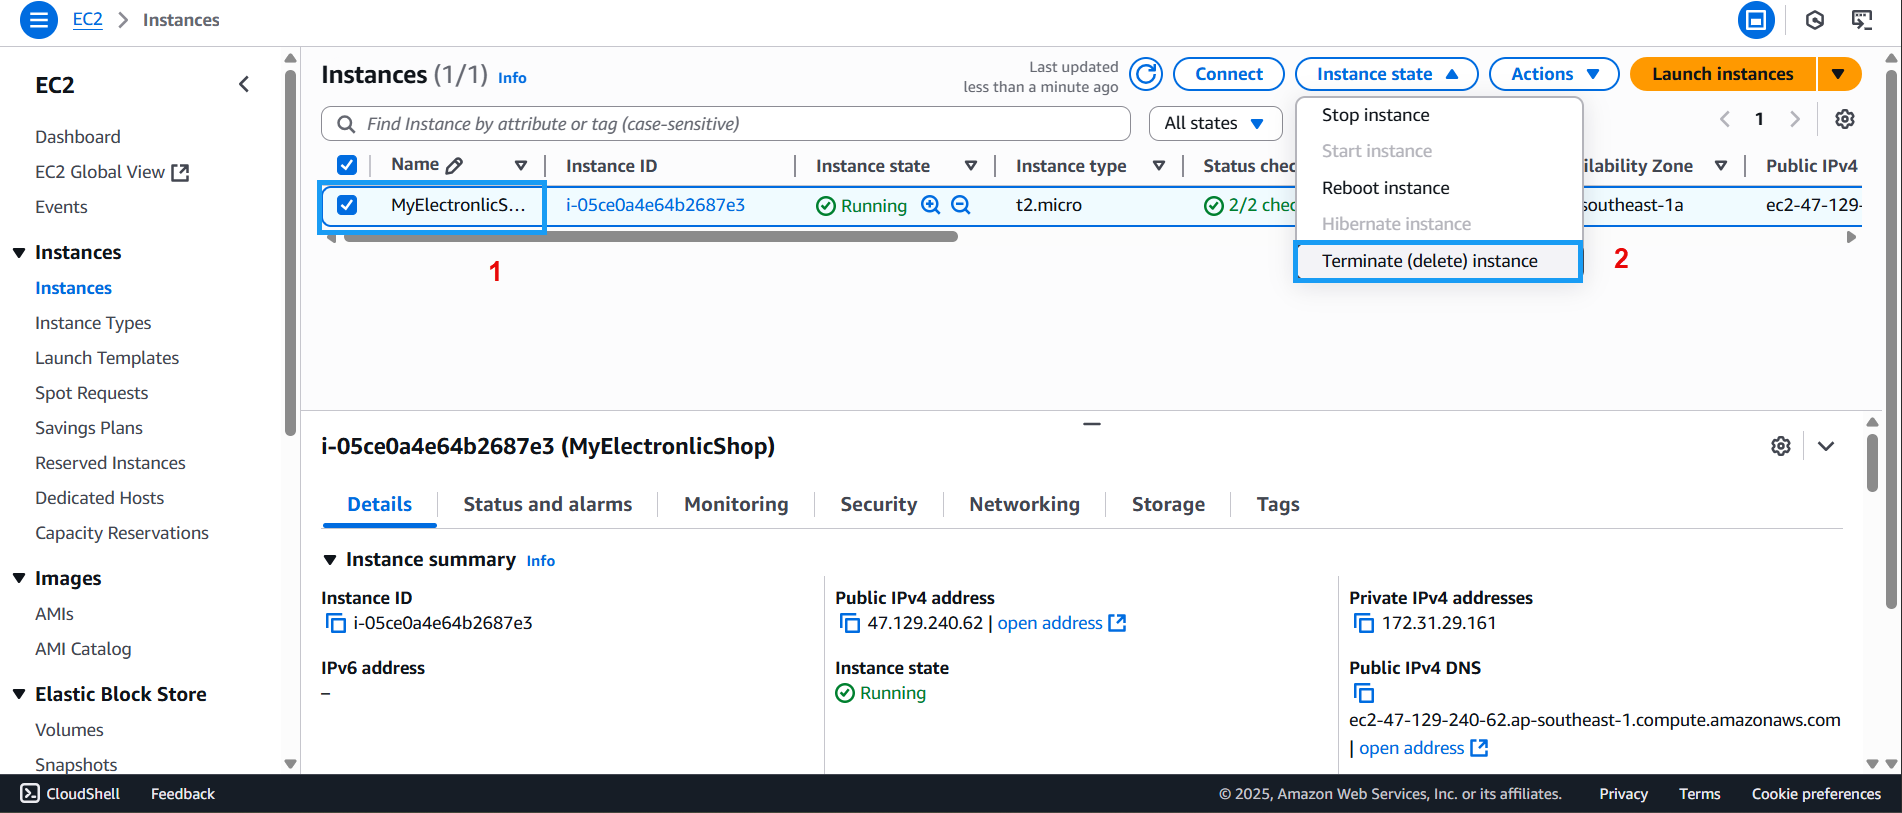 EC2 > Instances
EC2
Dashboard
EC2 Global View
Events
Instances
Instances
Instance Types
Launch Templates
Spot Requests
Savings Plans
Reserved Instances
Dedicated Hosts
Capacity Reservations
Images
AMIs
AMI Catalog
Elastic Block Store
Volumes
Snapshots
Instances (1/1) Info
Last updated
less than a minute ago
Connect
Instance state
Actions
Launch instances
Find Instance by attribute or tag (case-sensitive)
All states
1
Stop instance
Start instance
Reboot instance
Hibernate instance
Terminate (delete) instance
Name Instance ID Instance state Instance type Status chec ilability Zone Public IPv4
MyElectronlicS... i-05ce0a4e64b2687e3 Running t2.micro 2/2 chec southeast-1a ec2-47-129-
1
2
i-05ce0a4e64b2687e3 (MyElectronlicShop)
Details Status and alarms Monitoring Security Networking Storage Tags
Instance summary Info
Instance ID
i-05ce0a4e64b2687e3
Public IPv4 address
47.129.240.62 | open address
Private IPv4 addresses
172.31.29.161
IPv6 address
–
Instance state
Running
Public IPv4 DNS
ec2-47-129-240-62.ap-southeast-1.compute.amazonaws.com
| open address
CloudShell Feedback © 2025, Amazon Web Services, Inc. or its affiliates. Privacy Terms Cookie preferences